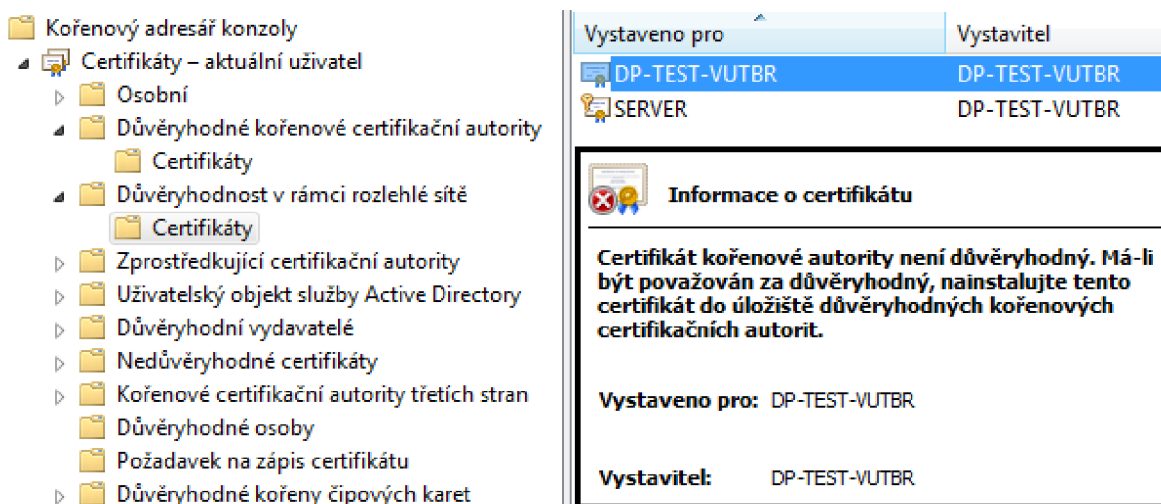 Kořenový adresář konzoly
Certifikáty – aktuální uživatel
Osobní
Důvěryhodné kořenové certifikační autority
Certifikáty
Důvěryhodnost v rámci rozlehlé sítě
Certifikáty
Zprostředkující certifikační autority
Uživatelský objekt služby Active Directory
Důvěryhodní vydavatelé
Nedůvěryhodné certifikáty
Kořenové certifikační autority třetích stran
Důvěryhodné osoby
Požadavek na zápis certifikátu
Důvěryhodné kořeny čipových karet
Vystaveno pro Vystavitel
DP-TEST-VUTBR DP-TEST-VUTBR
SERVER DP-TEST-VUTBR
Informace o certifikátu
Certifikát kořenové autority není důvěryhodný. Má-li
být považován za důvěryhodný, nainstalujte tento
certifikát do úložiště důvěryhodných kořenových
certifikačních autorit.
Vystaveno pro: DP-TEST-VUTBR
Vystavitel: DP-TEST-VUTBR